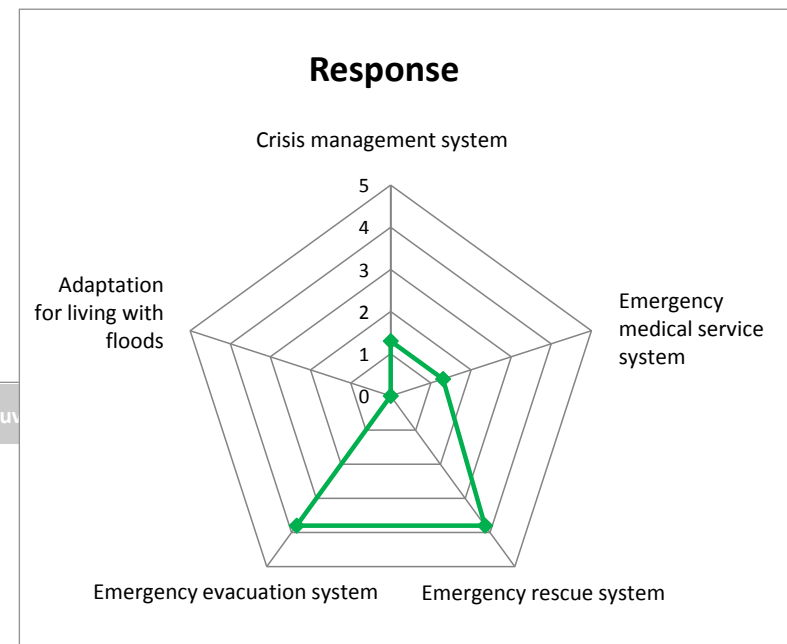 Response
Crisis management system
5
4
3
2
1
0
Adaptation
for living with
floods
Emergency
medical service
system
Emergency evacuation system
Emergency rescue system